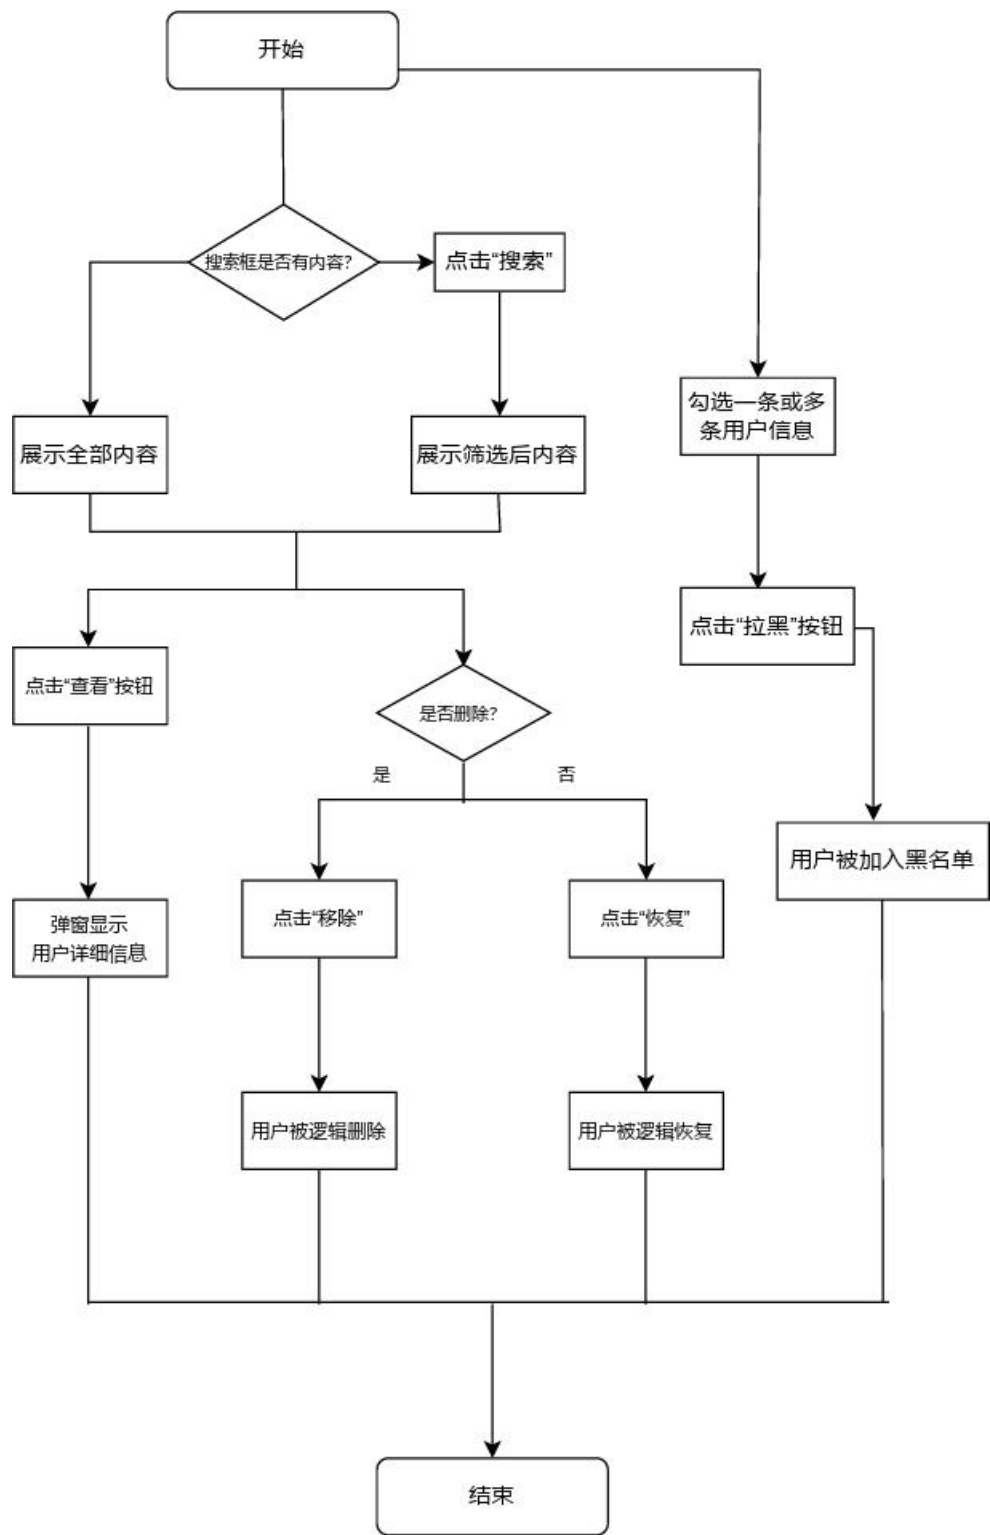 开始
搜索框是否有内容？
点击“搜索”
勾选一条或多
条用户信息
展示全部内容
展示筛选后内容
点击“拉黑”按钮
点击“查看”按钮
是否删除？
是
否
用户被加入黑名单
弹窗显示
用户详细信息
点击“移除”
点击“恢复”
用户被逻辑删除
用户被逻辑恢复
结束